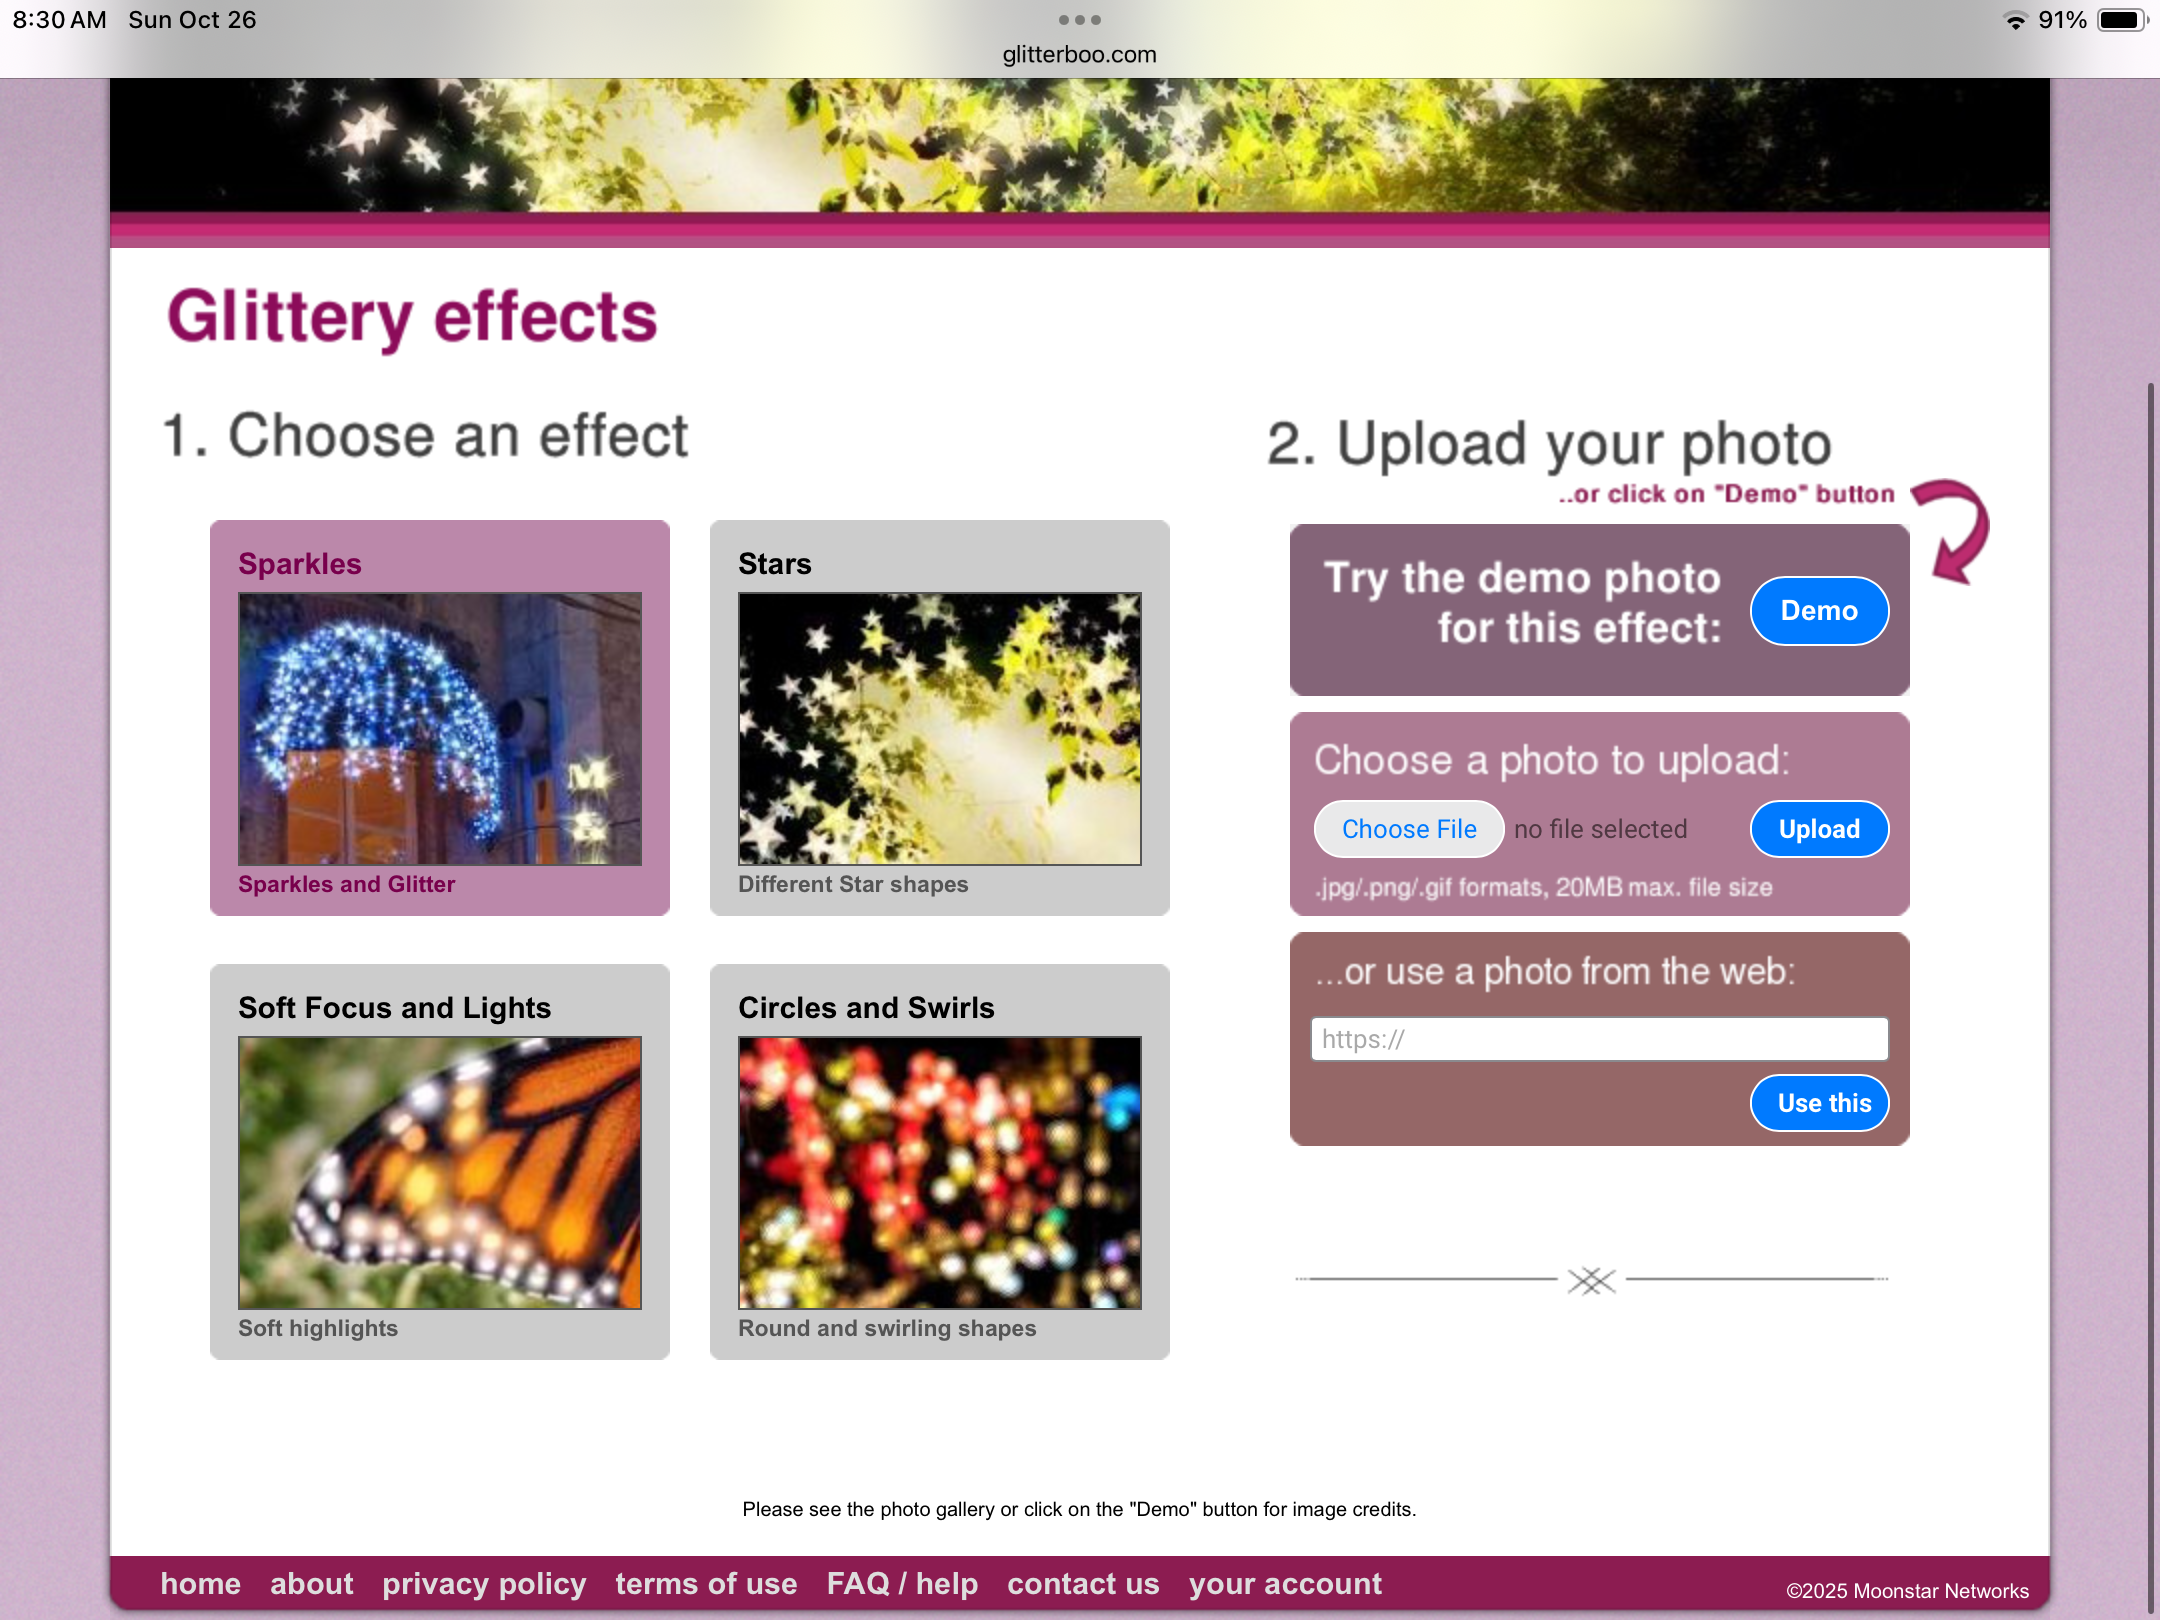 8:30 AM Sun Oct 26
91%
glitterboo.com
Glittery effects
1. Choose an effect
Sparkles
Sparkles and Glitter
Stars
Different Star shapes
Soft Focus and Lights
Soft highlights
Circles and Swirls
Round and swirling shapes
2. Upload your photo
..or click on "Demo" button
Try the demo photo
for this effect:
Demo
Choose a photo to upload:
Choose File no file selected
Upload
.jpg/.png/.gif formats, 20MB max. file size
...or use a photo from the web:
https://
Use this
Please see the photo gallery or click on the "Demo" button for image credits.
home about privacy policy terms of use FAQ / help contact us your account
©2025 Moonstar Networks